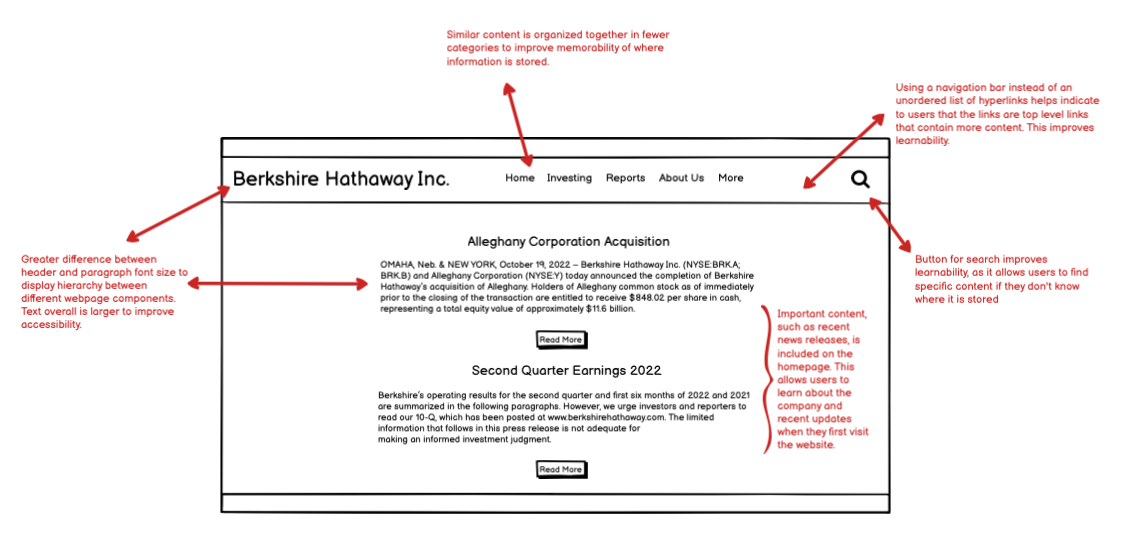 Similar content is organized together in fewer
categories to improve memorability of where
information is stored.
Using a navigation bar instead of an
unordered list of hyperlinks helps indicate
to users that the links are top level links
that contain more content. This improves
learnability.
Berkshire Hathaway Inc.
Home Investing Reports About Us More
Greater difference between
header and paragraph font size to
display hierarchy between
different webpage components.
Text overall is larger to improve
accessibility.
Alleghany Corporation Acquisition
OMAHA, Neb. & NEW YORK, October 19, 2022 – Berkshire Hathaway Inc. (NYSE:BRK.A;
BRK.B) and Alleghany Corporation (NYSE:Y) today announced the completion of Berkshire
Hathaway's acquisition of Alleghany. Holders of Alleghany common stock as of immediately
prior to the closing of the transaction are entitled to receive $848.02 per share in cash,
representing a total equity value of approximately $11.6 billion.
Read More
Button for search improves
learnability, as it allows users to find
specific content if they don't know
where it is stored
Second Quarter Earnings 2022
Berkshire's operating results for the second quarter and first six months of 2022 and 2021
are summarized in the following paragraphs. However, we urge investors and reporters to
read our 10-Q, which has been posted at www.berkshirehathaway.com. The limited
information that follows in this press release is not adequate for
making an informed investment judgment.
Read More
Important content,
such as recent
news releases, is
included on the
homepage. This
allows users to
learn about the
company and
recent updates
when they first visit
the website.